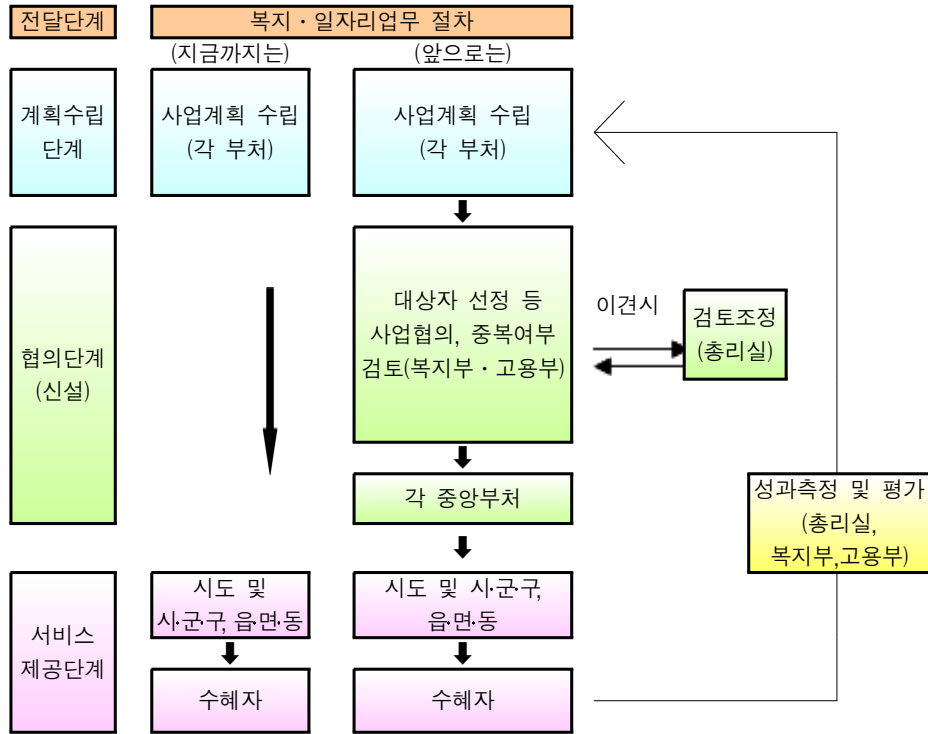 전달단계
복지・일자리업무 절차
(지금까지는)
(앞으로는)
계획수립
단계
사업계획 수립
(각 부처)
사업계획 수립
(각 부처)
협의단계
(신설)
대상자 선정 등
사업협의, 중복여부
검토(복지부・고용부)
이견시
검토조정
(총리실)
각 중앙부처
성과측정 및 평가
(총리실,
복지부,고용부)
서비스
제공단계
시도 및
시·군·구, 읍·면·동
시도 및 시·군·구,
읍·면·동
수혜자
수혜자